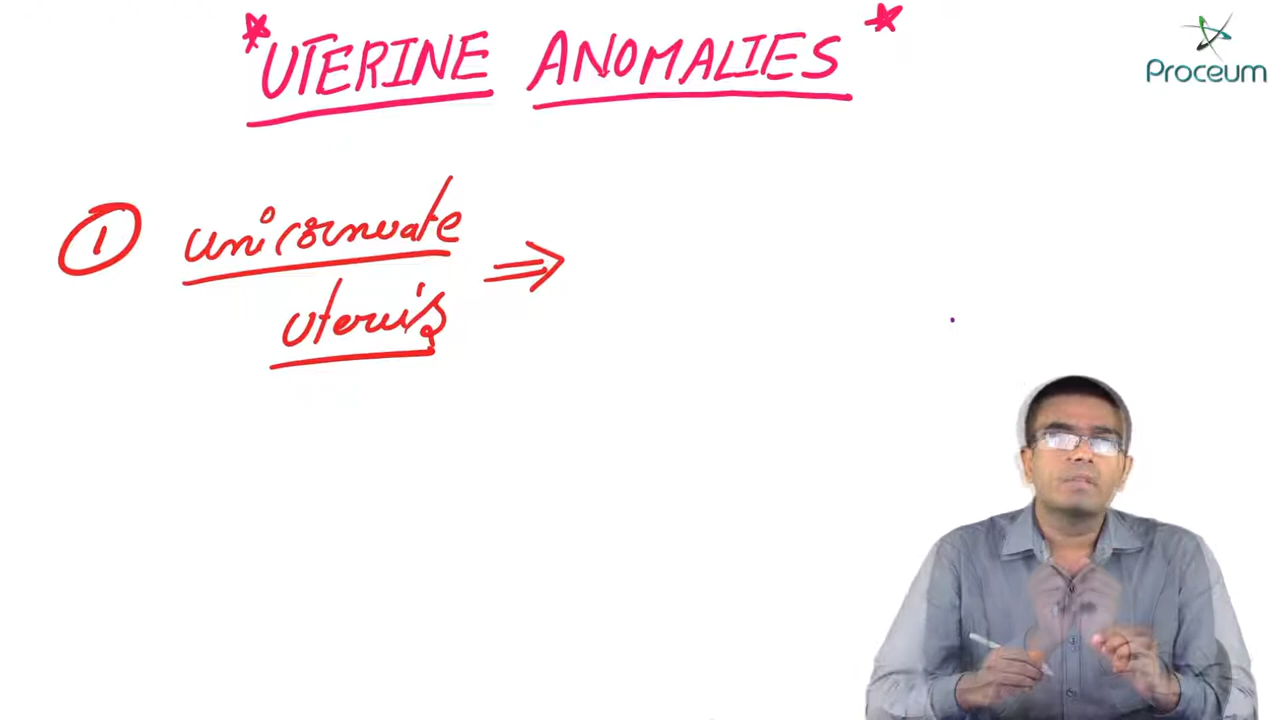 *UTERINE ANOMALIES*
Proceum
① unicornuate
uterus ⇒